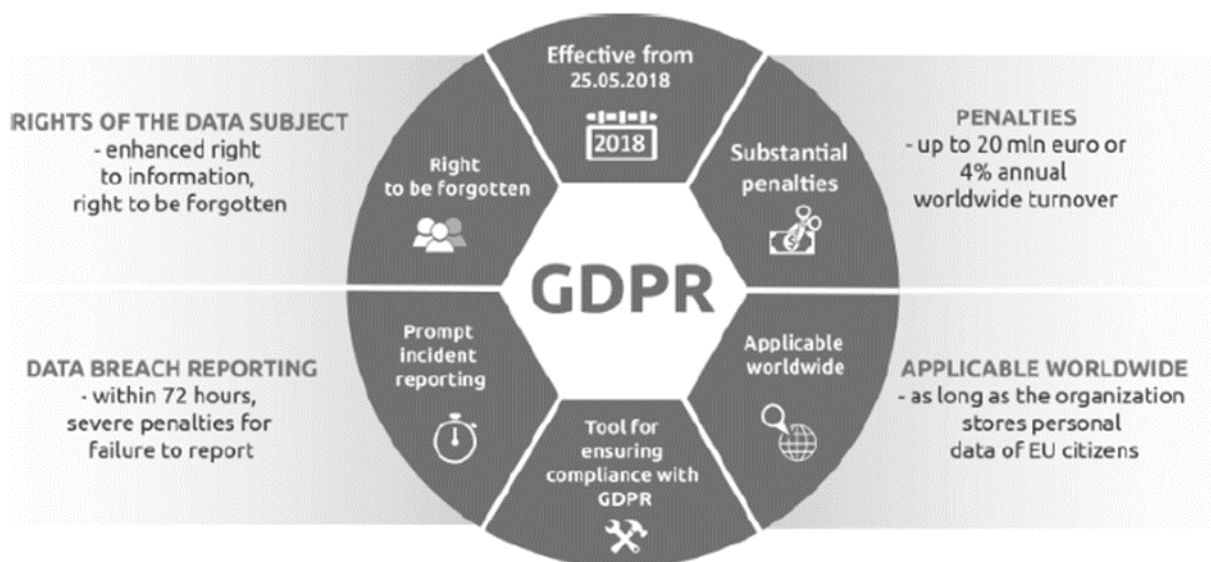 Effective from
25.05.2018
2018
RIGHTS OF THE DATA SUBJECT
- enhanced right
to information,
right to be forgotten
Right
to be forgotten
Substantial
penalties
PENALTIES
- up to 20 mln euro or
4% annual
worldwide turnover
GDPR
DATA BREACH REPORTING
- within 72 hours,
severe penalties for
failure to report
Prompt
incident
reporting
Applicable
worldwide
APPLICABLE WORLDWIDE
- as long as the organization
stores personal
data of EU citizens
Tool for
ensuring
compliance with
GDPR